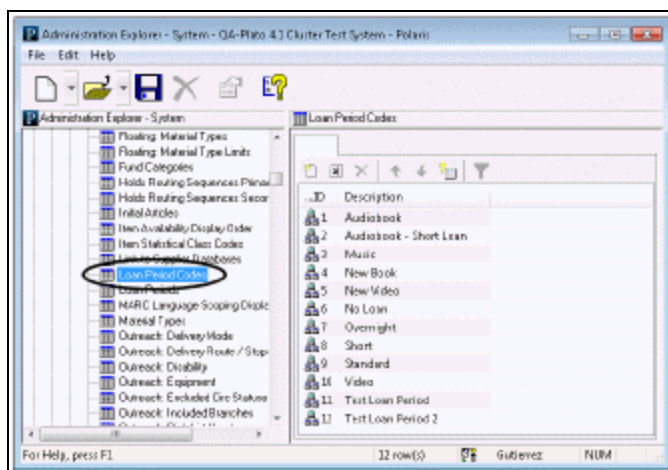 Administration Explorer - System - QA-Plato 4.1 Cluster Test System - Polaris
File Edit Help
Administration Explorer - System
Floating: Material Types
Floating: Material Type Limits
Fund Categories
Holds Routing Sequences Primar
Holds Routing Sequences Secon
Initial Articles
Item Availability Display Order
Item Statistical Class Codes
Link to Supplier Databases
Loan Period Codes
Loan Periods
MARC Language Scoping Displa
Material Types
Outreach: Delivery Mode
Outreach: Delivery Route / Stop
Outreach: Disability
Outreach: Equipment
Outreach: Excluded Circ Statuse
Outreach: Included Branches
Loan Period Codes
ID Description
1 Audiobook
2 Audiobook - Short Loan
3 Music
4 New Book
5 New Video
6 No Loan
7 Overnight
8 Short
9 Standard
10 Video
11 Test Loan Period
12 Test Loan Period 2
For Help, press F1
12 row(s)
Gutierrez
NUM